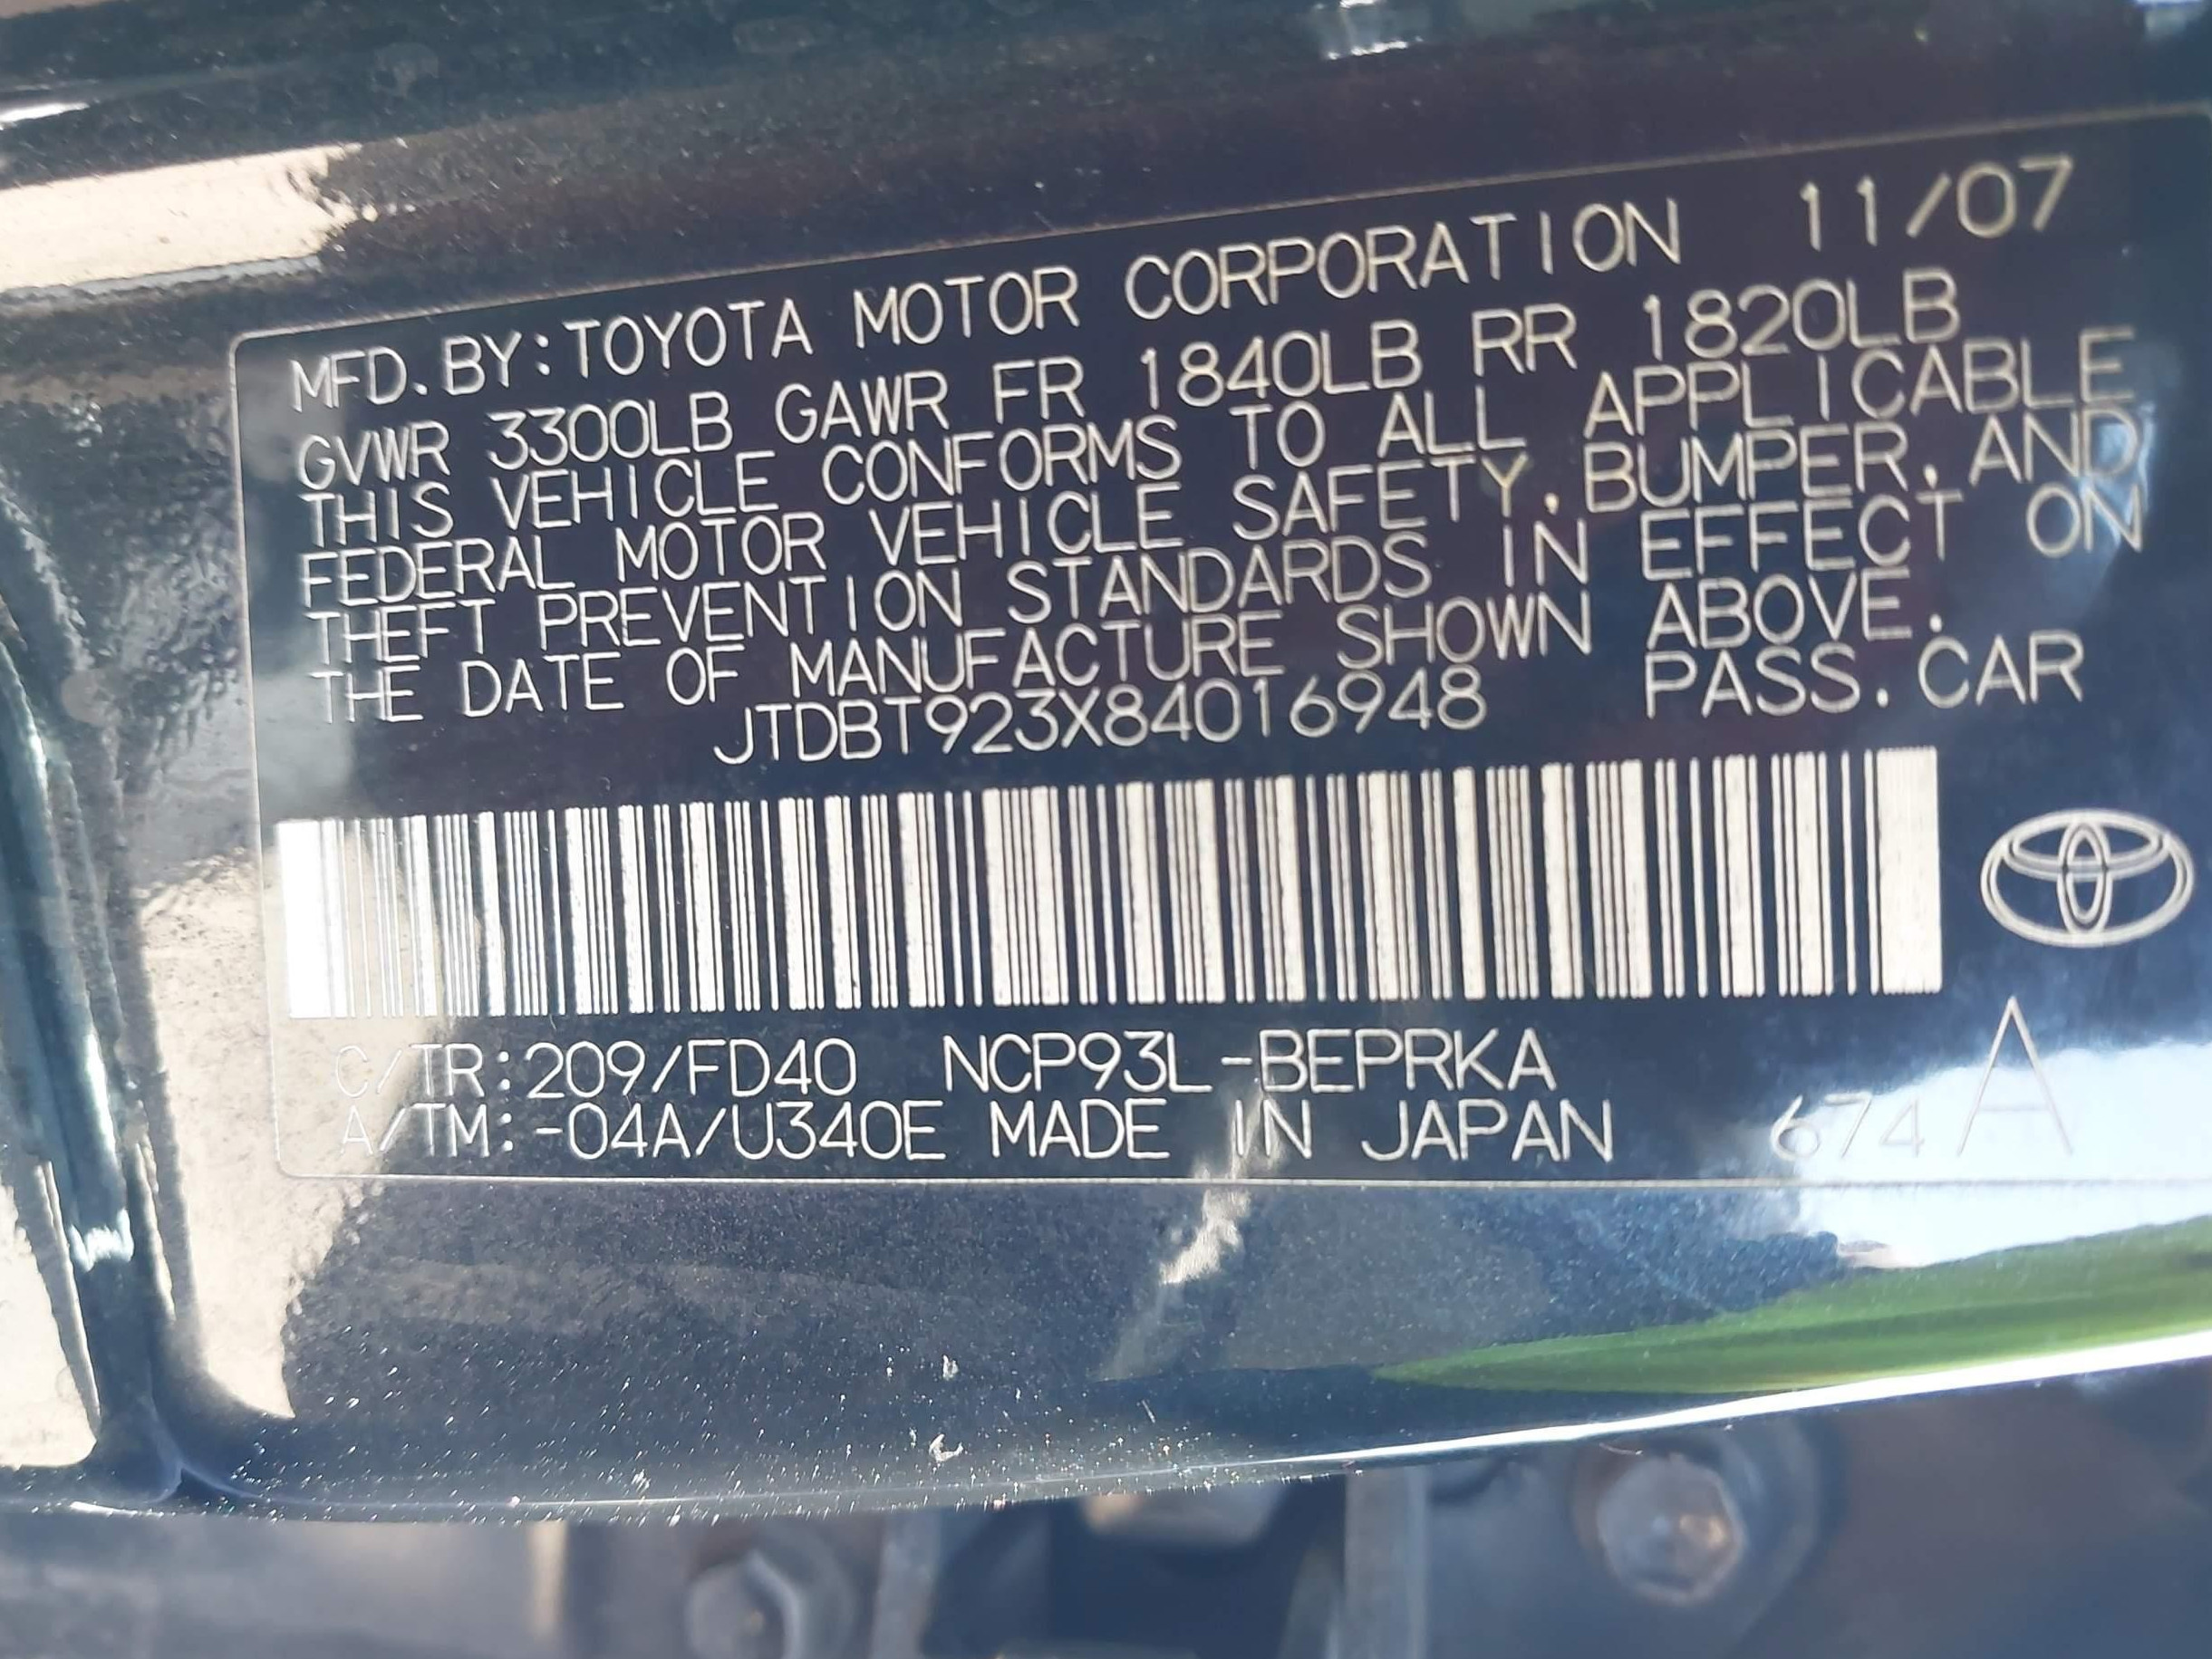 MFD. BY: TOYOTA MOTOR CORPORATION 11/07
GVWR 3300LB GAWR FR 1840LB RR 1820LB
THIS VEHICLE CONFORMS TO ALL APPLICABLE
FEDERAL MOTOR VEHICLE SAFETY, BUMPER, AND
THEFT PREVENTION STANDARDS IN EFFECT ON
THE DATE OF MANUFACTURE SHOWN ABOVE.
JTDBT923X84016948 PASS. CAR
C/TR: 209/FD40 NCP93L-BEPRKA
A/TM: -04A/U340E MADE IN JAPAN 674 A